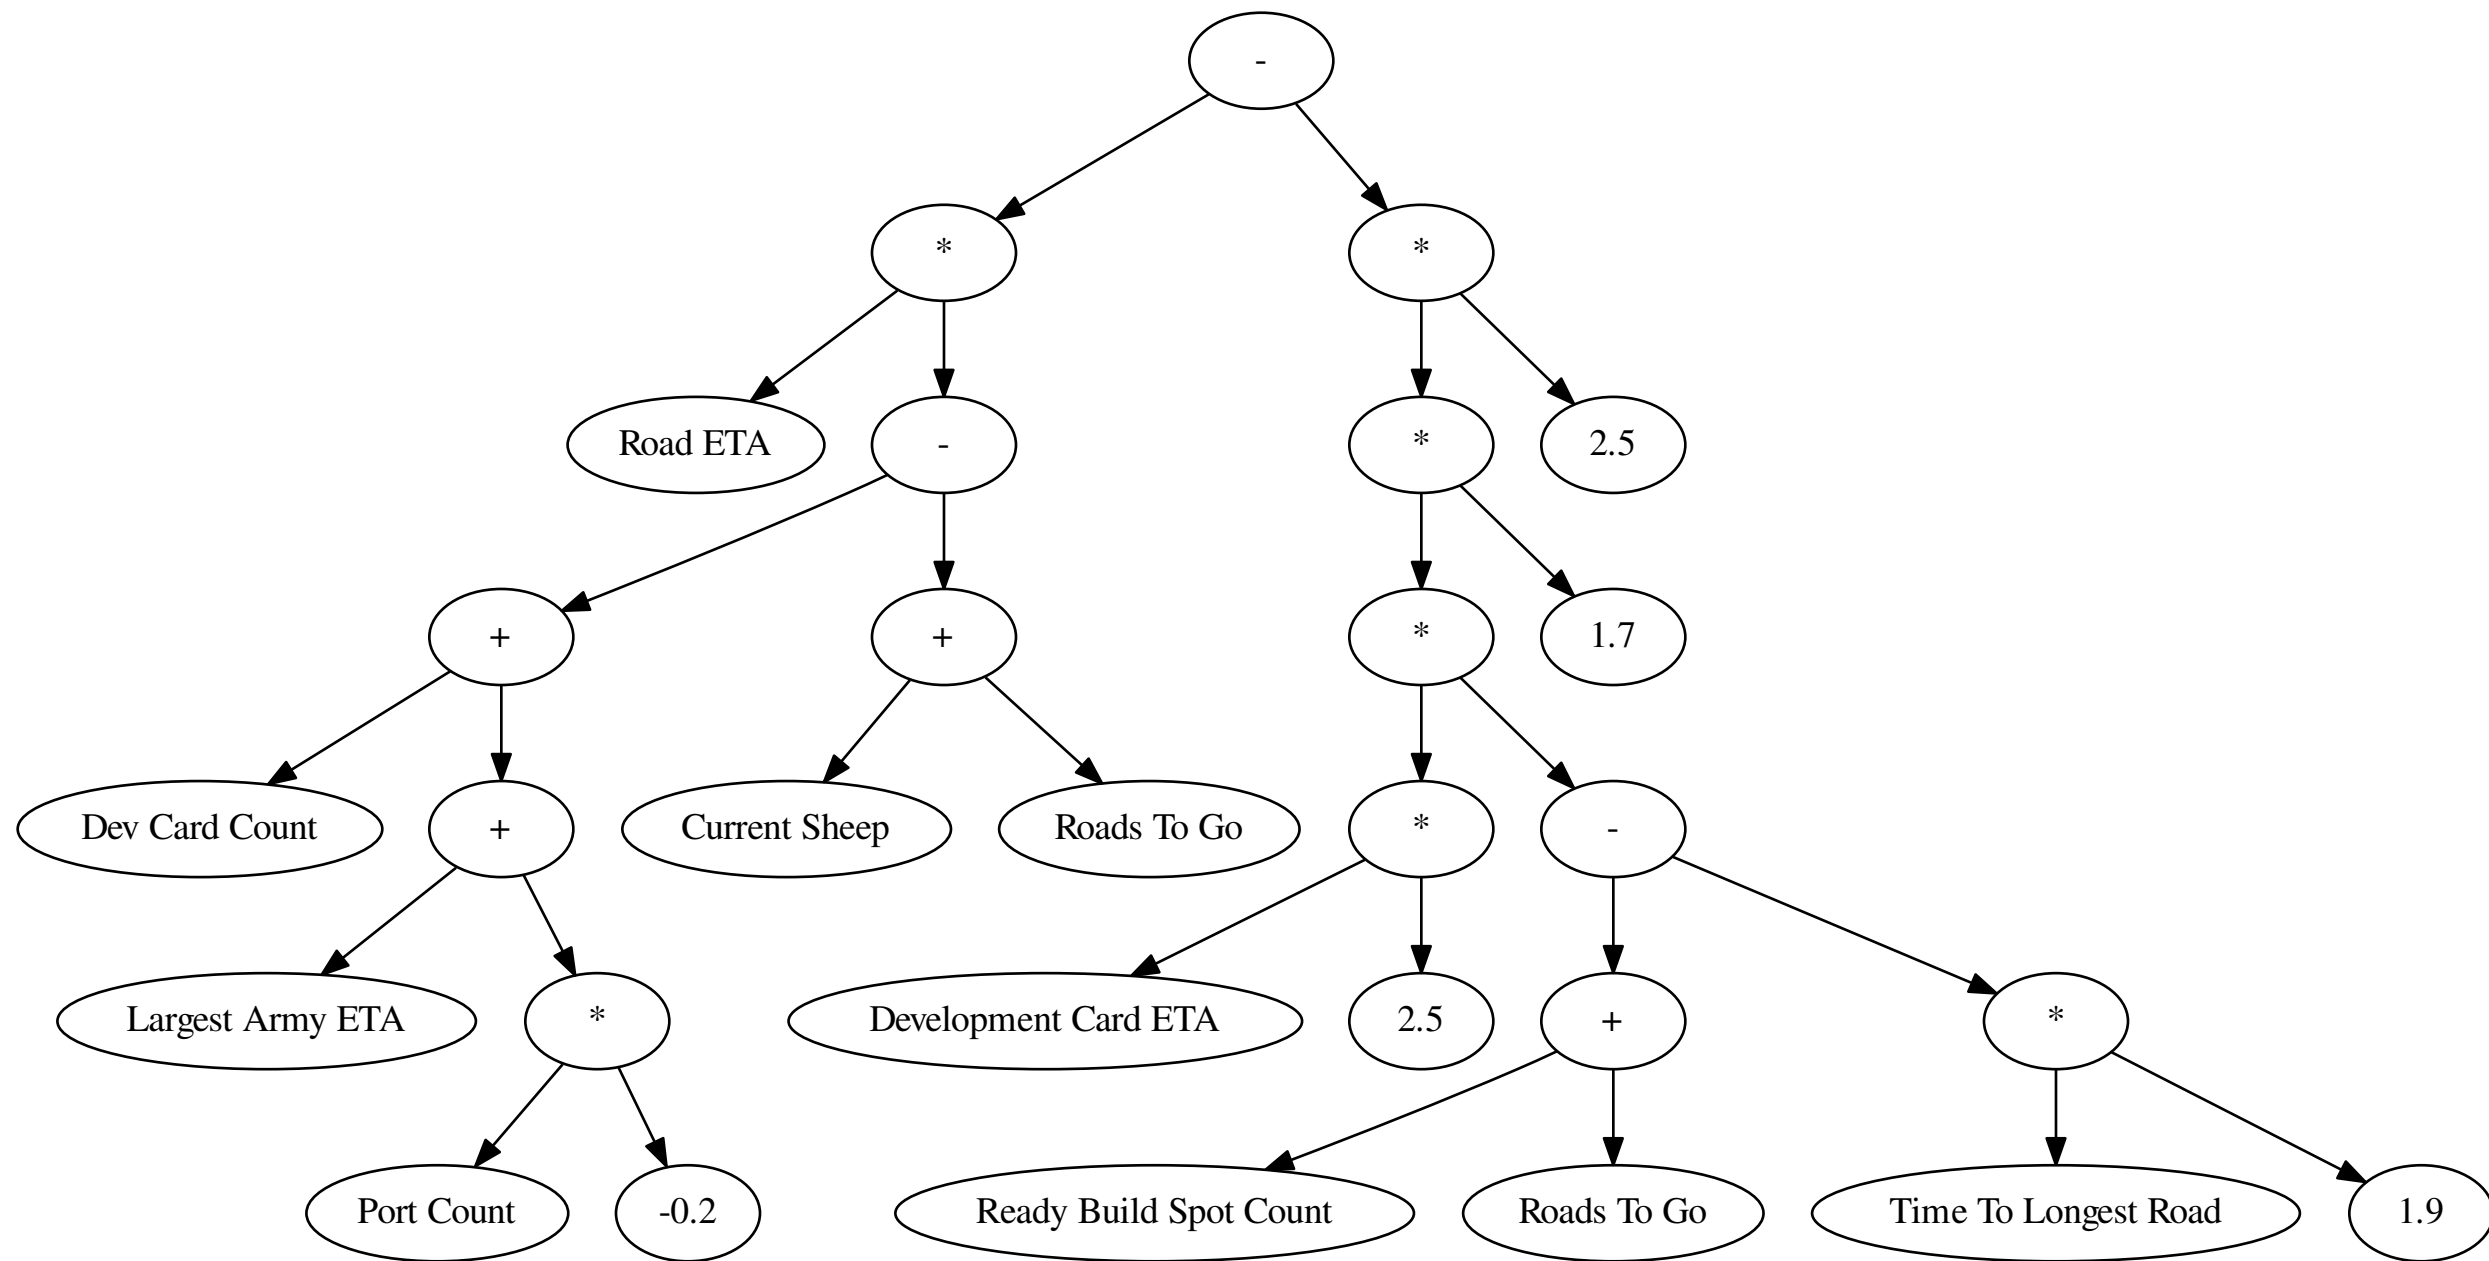 -
*
*
Road ETA
-
*
2.5
+
+
*
1.7
Dev Card Count
+
Current Sheep
Roads To Go
*
-
Largest Army ETA
*
Development Card ETA
2.5
+
*
Port Count
-0.2
Ready Build Spot Count
Roads To Go
Time To Longest Road
1.9